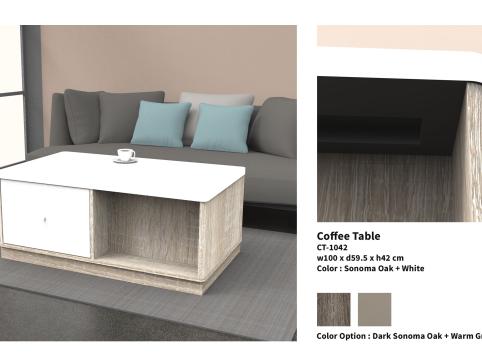 Coffee Table
CT-1042
w100 x d59.5 x h42 cm
Color : Sonoma Oak + White
Color Option : Dark Sonoma Oak + Warm